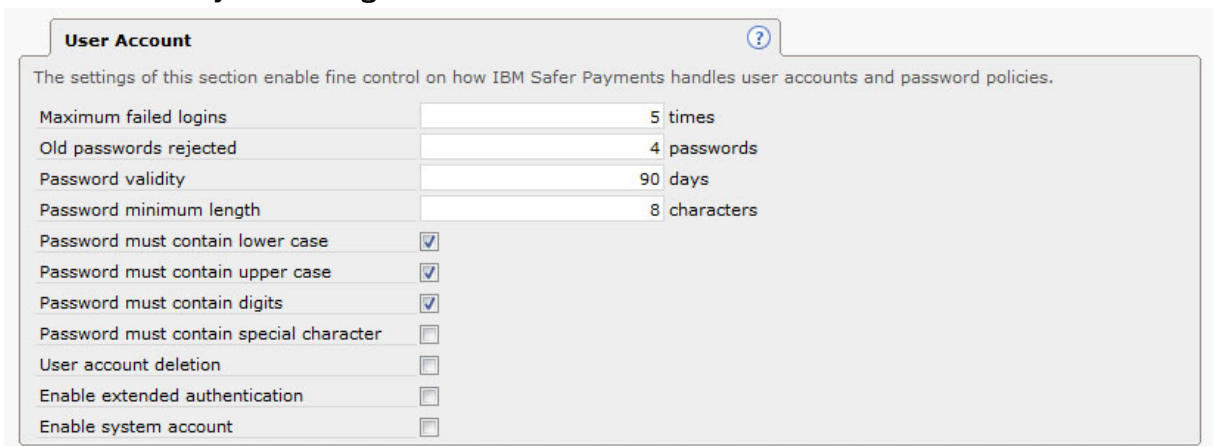 User Account ?
The settings of this section enable fine control on how IBM Safer Payments handles user accounts and password policies.
Maximum failed logins 5 times
Old passwords rejected 4 passwords
Password validity 90 days
Password minimum length 8 characters
Password must contain lower case
Password must contain upper case
Password must contain digits
Password must contain special character
User account deletion
Enable extended authentication
Enable system account